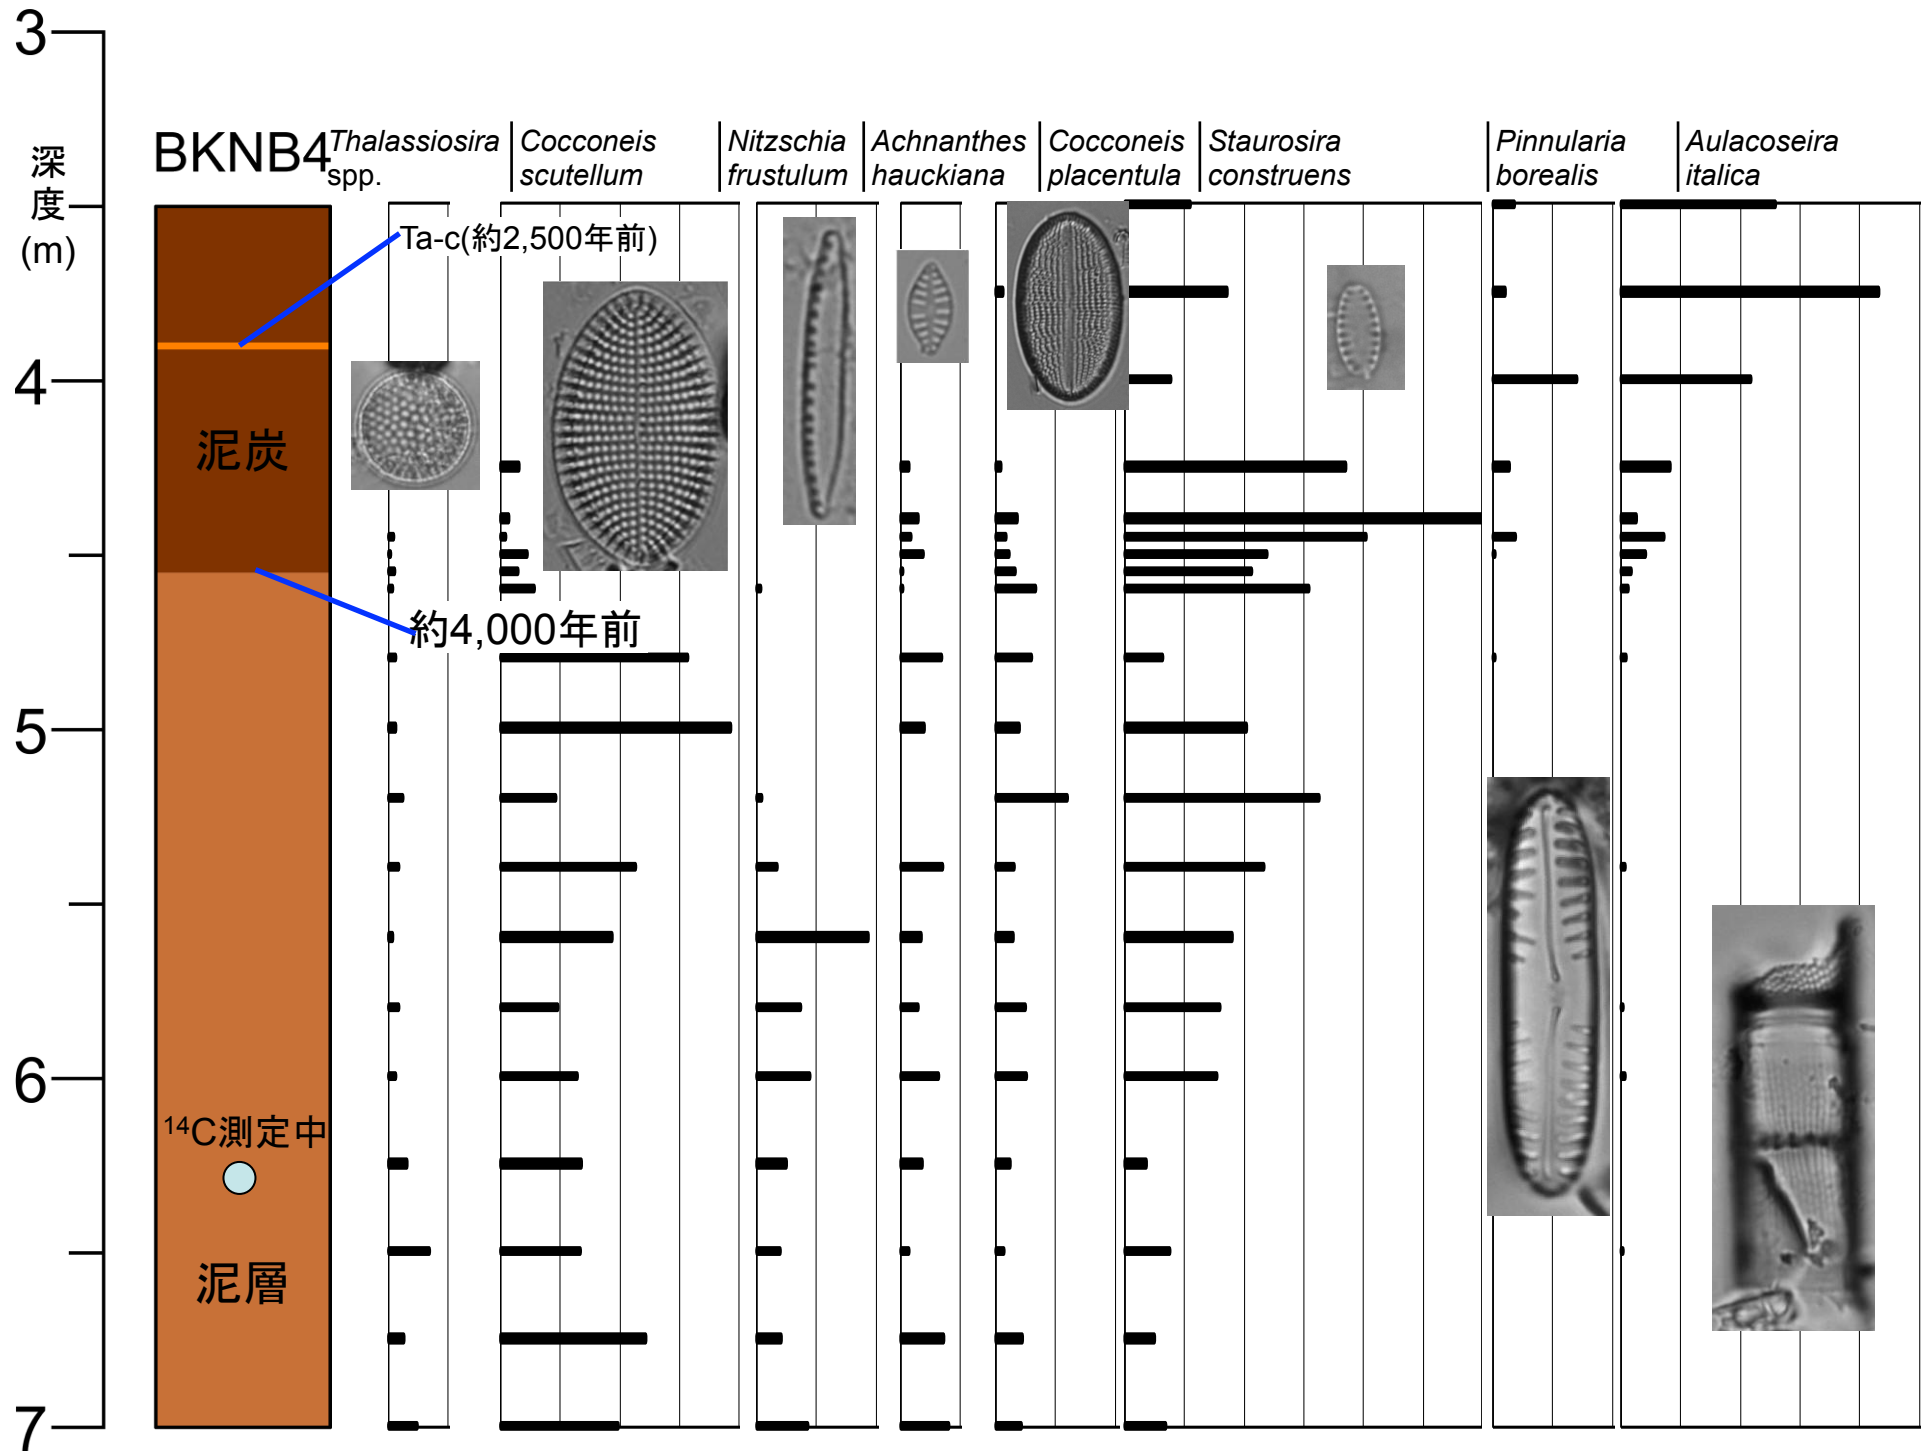 3
深
度
(m)
4
5
6
7
BKNB4
Thalassiosira
spp.
Cocconeis
scutellum
Nitzschia
frustulum
Achnanthes
hauckiana
Cocconeis
placentula
Staurosira
construens
Pinnularia
borealis
Aulacoseira
italica
Ta-c(約2,500年前)
泥炭
約4,000年前
14C測定中
泥層